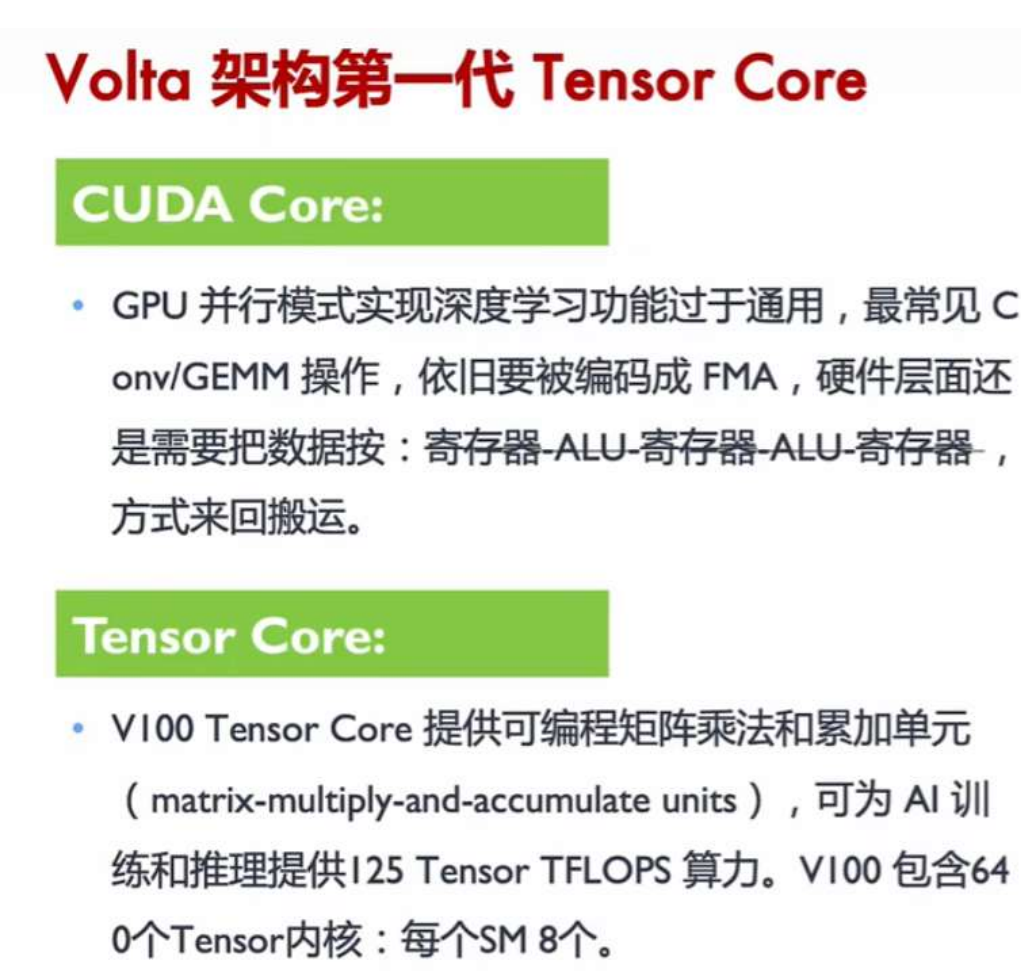 Volta 架构第一代 Tensor Core
CUDA Core:
• GPU 并行模式实现深度学习功能过于通用，最常见 C
onv/GEMM 操作，依旧要被编码成 FMA，硬件层面还
是需要把数据按：寄存器-ALU-寄存器-ALU-寄存器，
方式来回搬运。
Tensor Core:
• V100 Tensor Core 提供可编程矩阵乘法和累加单元
（matrix-multiply-and-accumulate units），可为 AI 训
练和推理提供125 Tensor TFLOPS 算力。V100 包含64
0个Tensor内核：每个SM 8个。